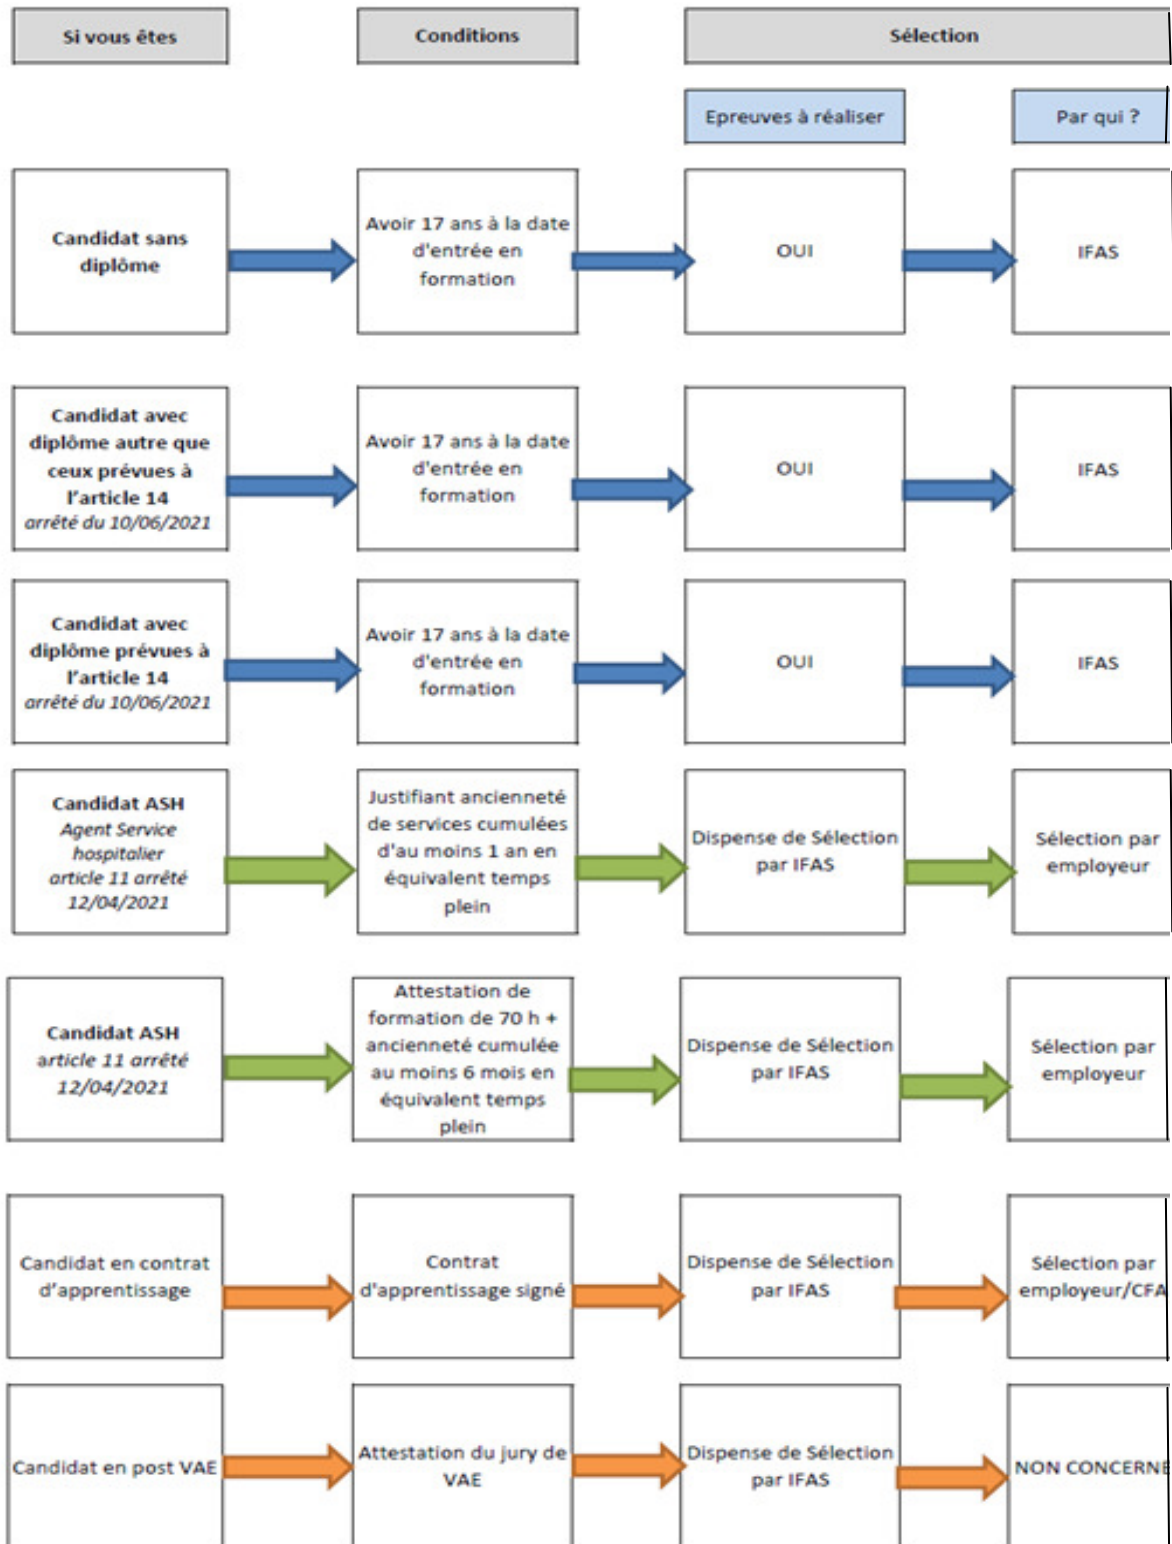 Si vous êtes
Conditions
Sélection
Epreuves à réaliser
Par qui ?
Candidat sans
diplôme
Avoir 17 ans à la date
d'entrée en
formation
OUI
IFAS
Candidat avec
diplôme autre que
ceux prévues à
l'article 14
arrêté du 10/06/2021
Avoir 17 ans à la date
d'entrée en
formation
OUI
IFAS
Candidat avec
diplôme prévues à
l'article 14
arrêté du 10/06/2021
Avoir 17 ans à la date
d'entrée en
formation
OUI
IFAS
Candidat ASH
Agent Service
hospitalier
article 11 arrêté
12/04/2021
Justifiant ancienneté
de services cumulées
d'au moins 1 an en
équivalent temps
plein
Dispense de Sélection
par IFAS
Sélection par
employeur
Candidat ASH
article 11 arrêté
12/04/2021
Attestation de
formation de 70 h +
ancienneté cumulée
au moins 6 mois en
équivalent temps
plein
Dispense de Sélection
par IFAS
Sélection par
employeur
Candidat en contrat
d'apprentissage
Contrat
d'apprentissage signé
Dispense de Sélection
par IFAS
Sélection par
employeur/CFA
Candidat en post VAE
Attestation du jury de
VAE
Dispense de Sélection
par IFAS
NON CONCERNE